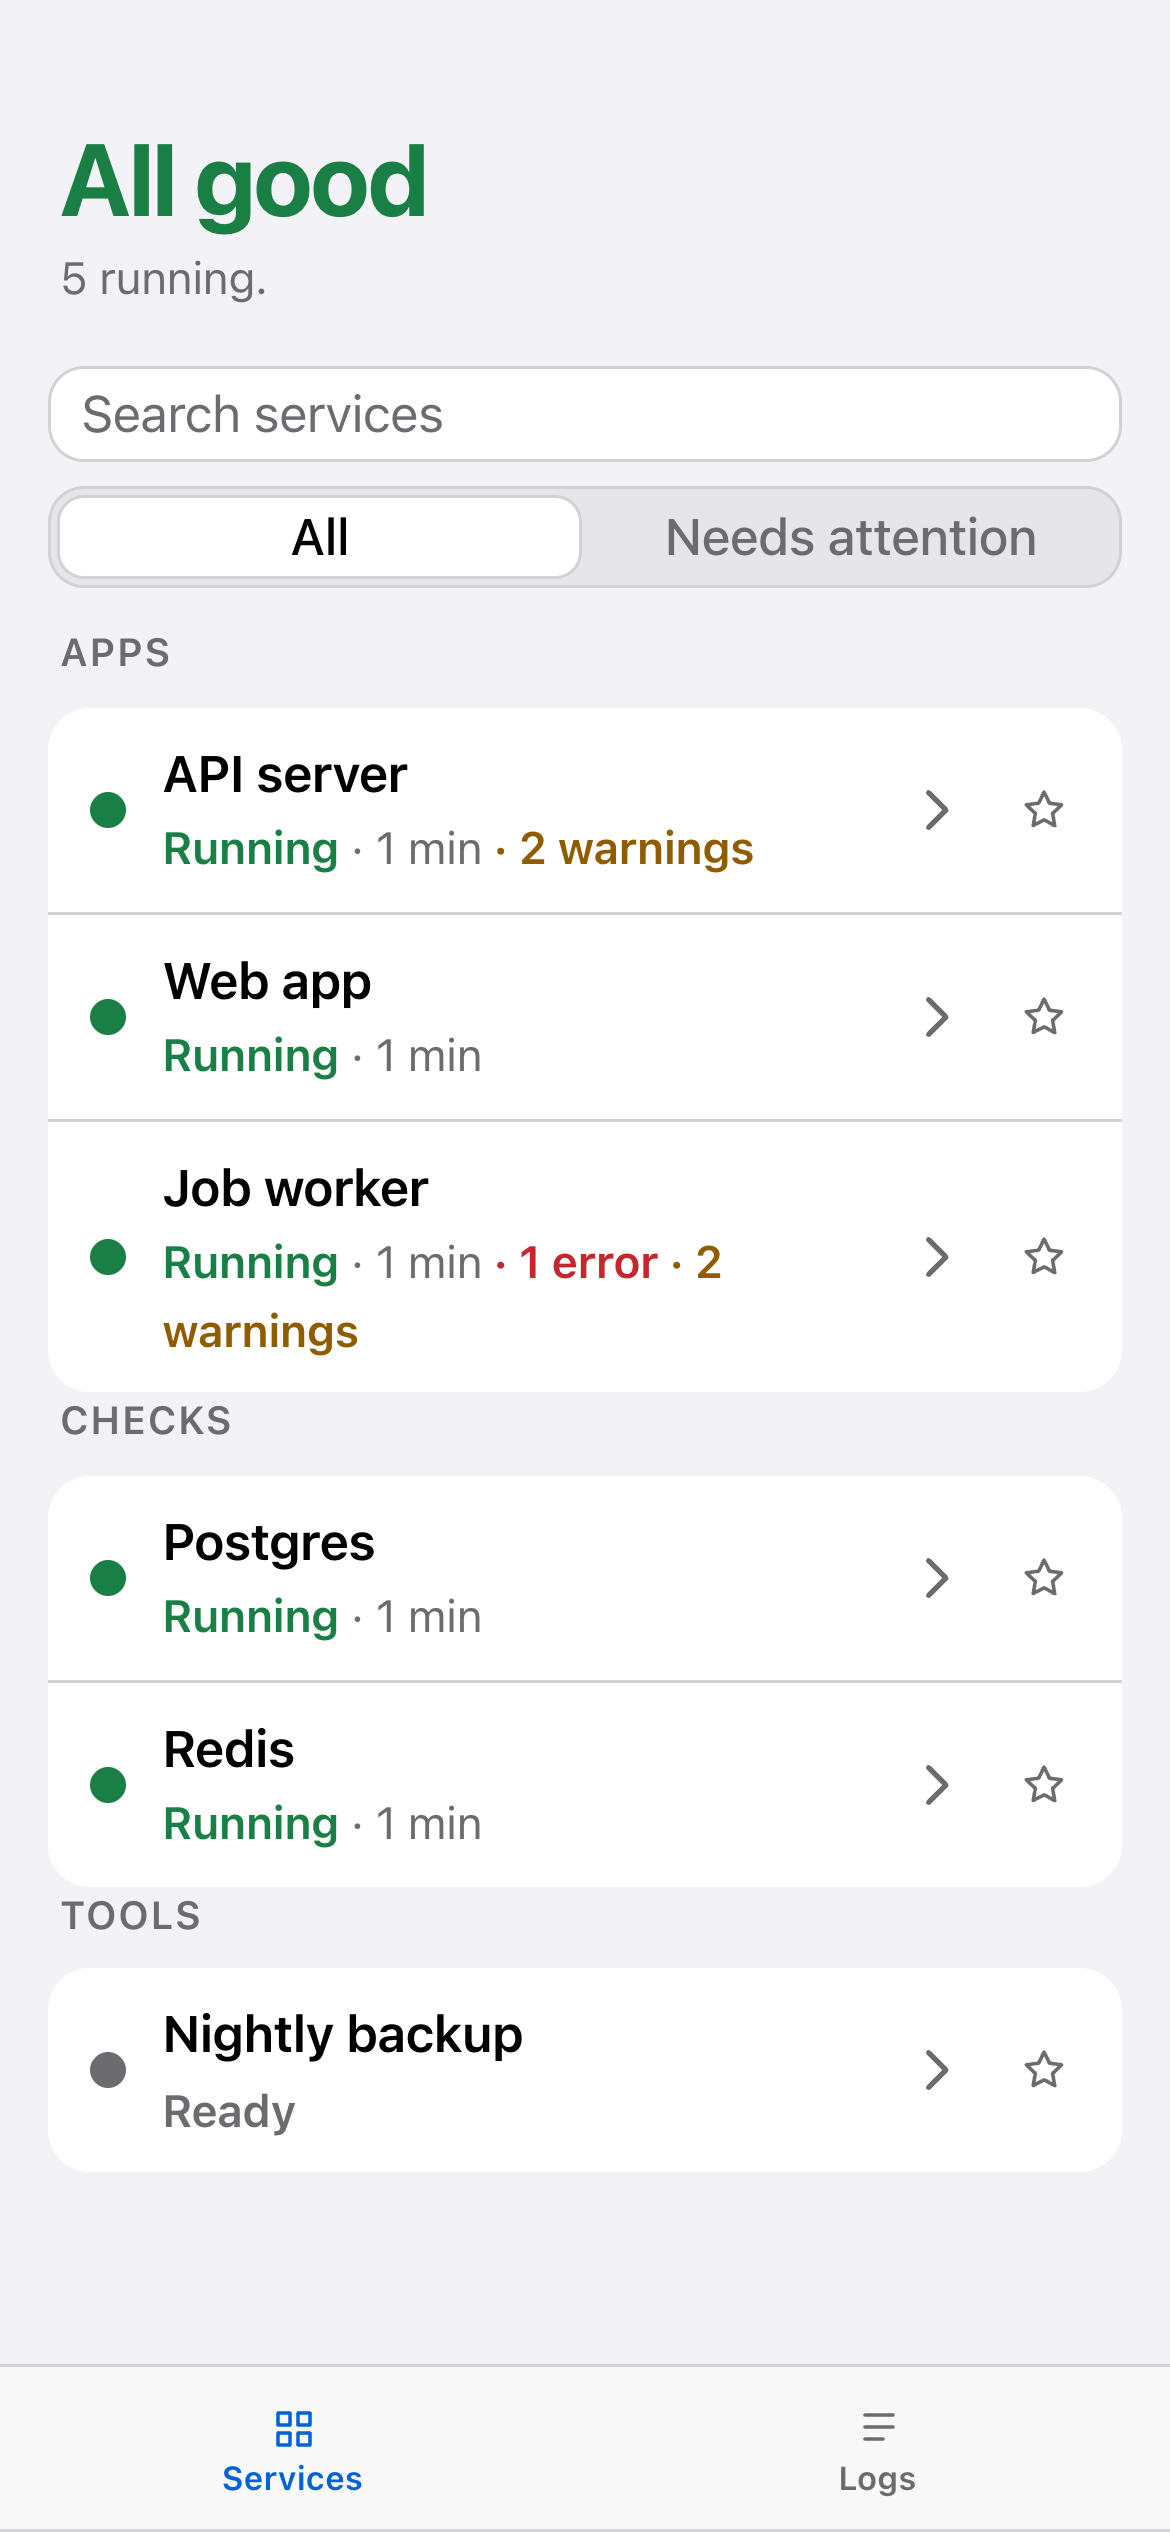 All good
5 running.
Search services
All
Needs attention
APPS
API server
Running · 1 min · 2 warnings
Web app
Running · 1 min
Job worker
Running · 1 min · 1 error · 2
warnings
CHECKS
Postgres
Running · 1 min
Redis
Running · 1 min
TOOLS
Nightly backup
Ready
Services
Logs